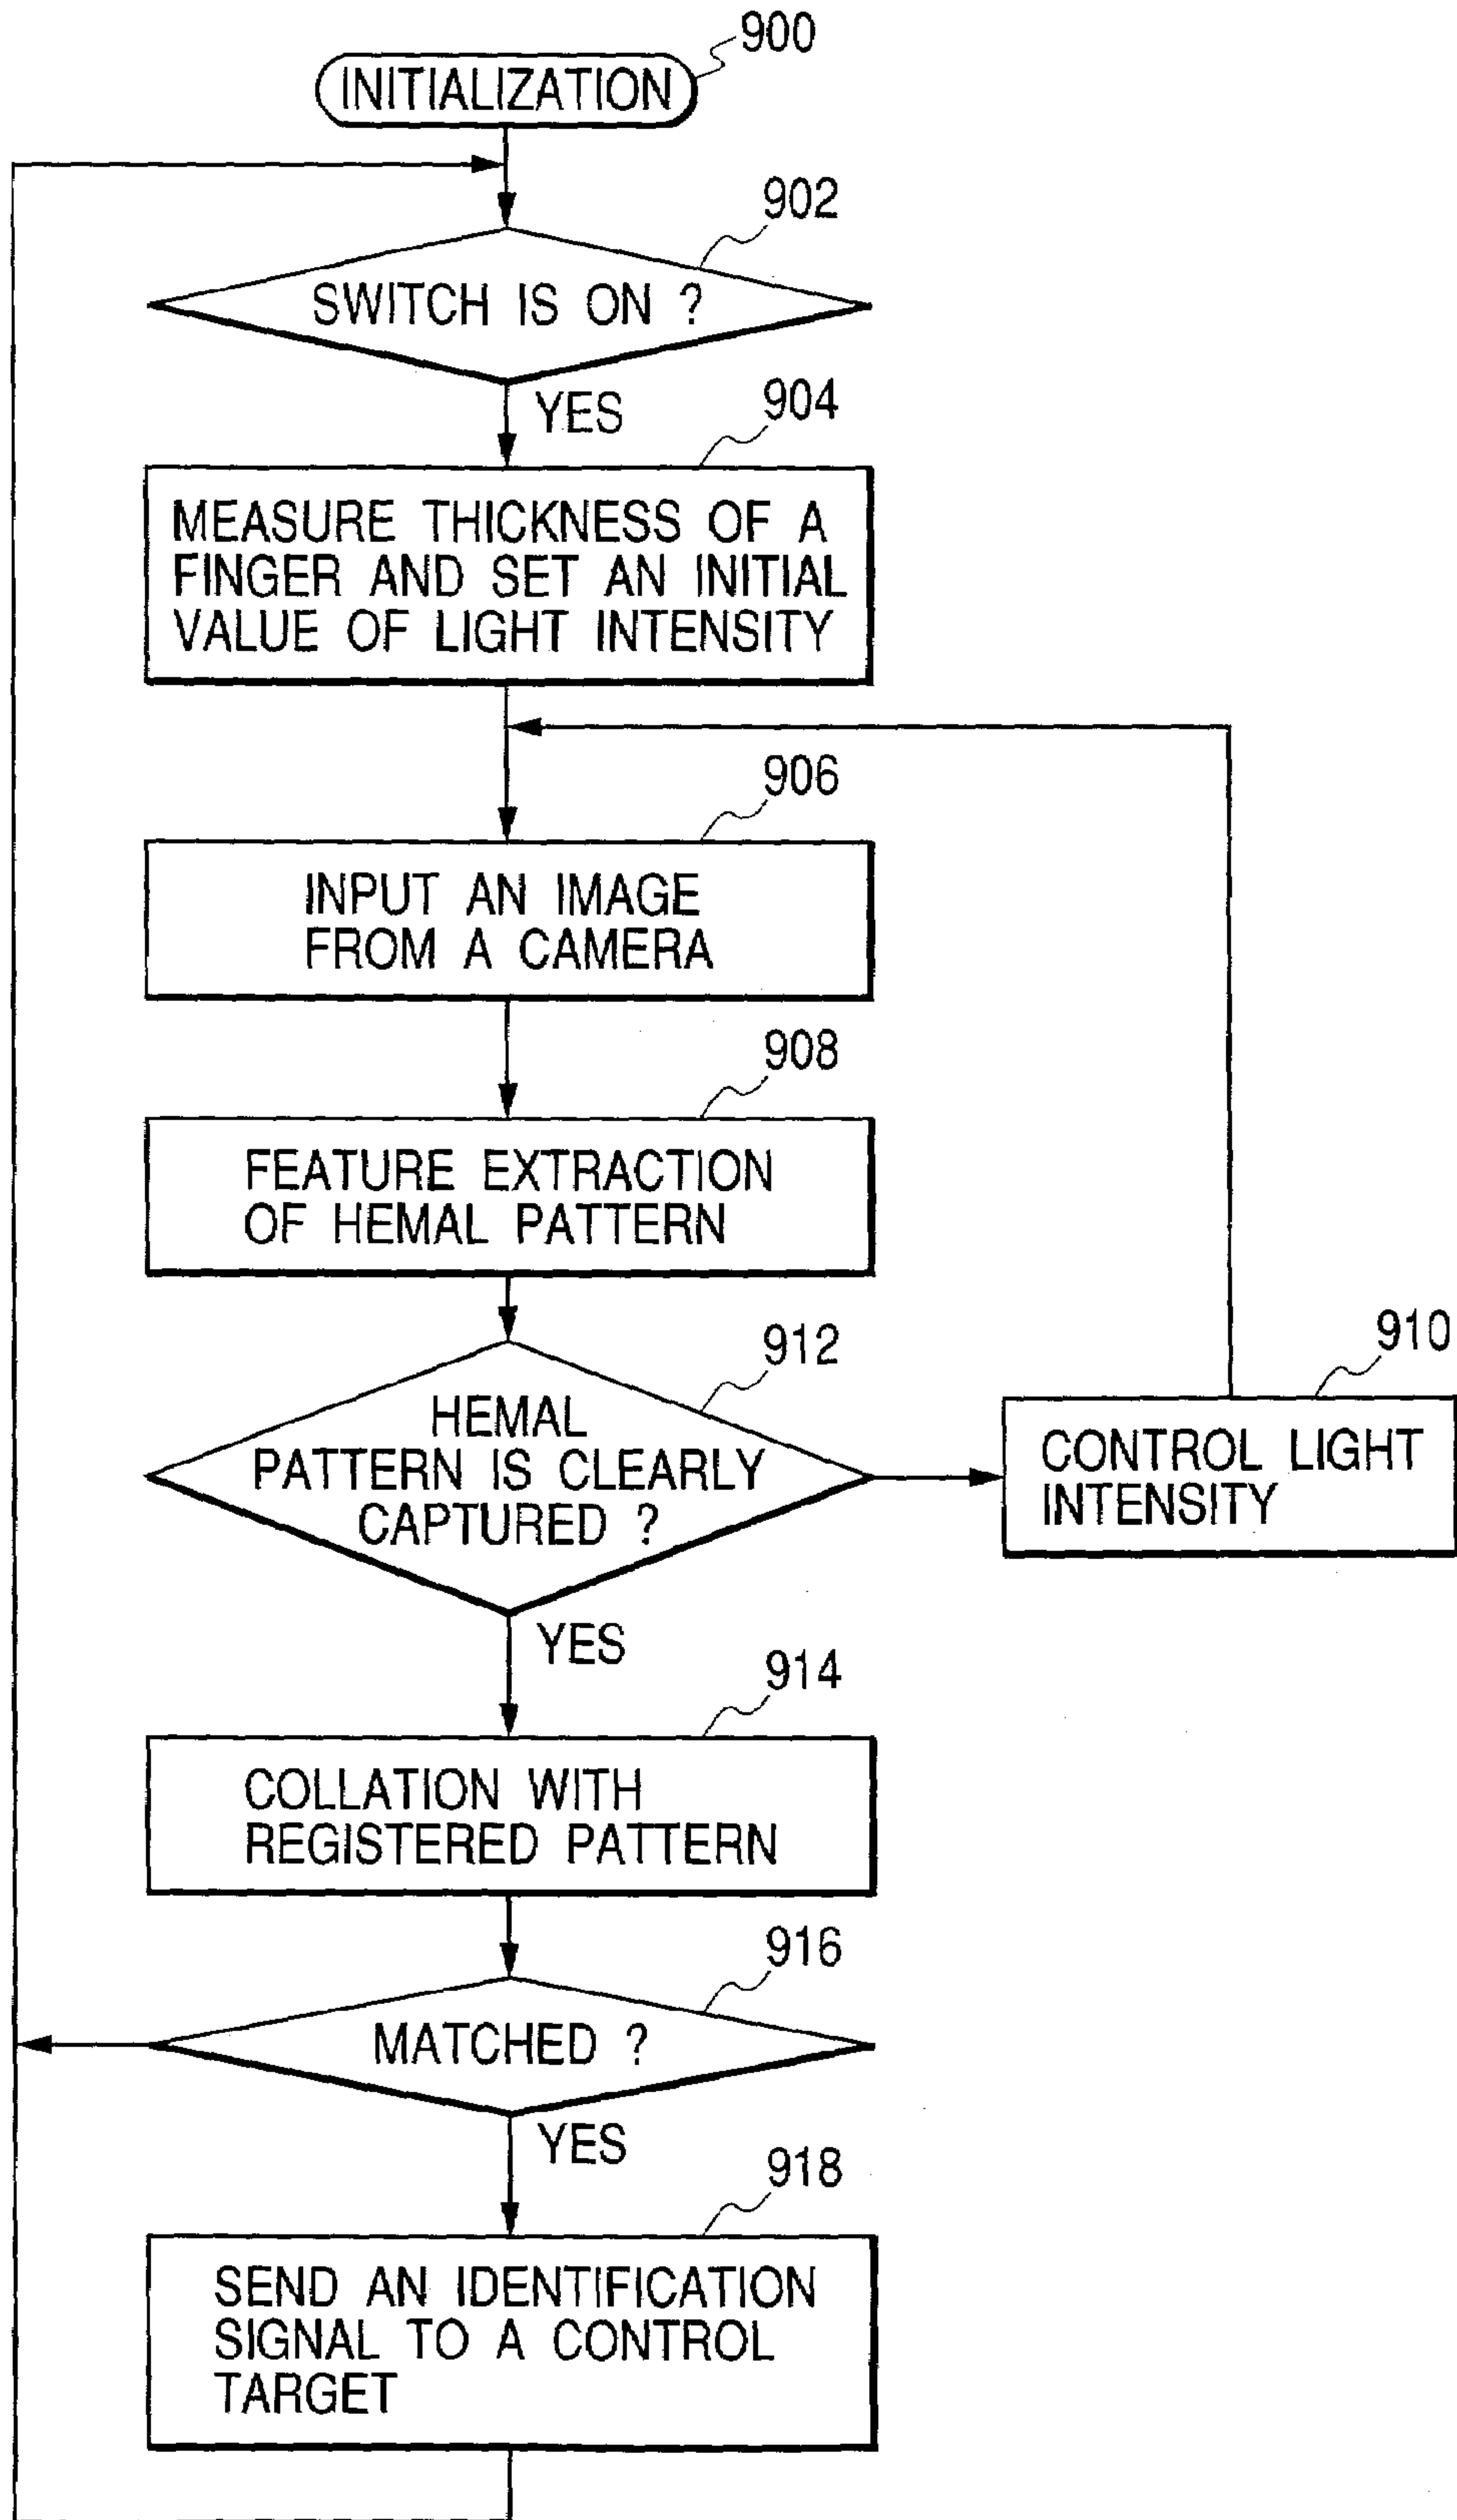 900
INITIALIZATION
902
SWITCH IS ON ?
YES
904
MEASURE THICKNESS OF A
FINGER AND SET AN INITIAL
VALUE OF LIGHT INTENSITY
906
INPUT AN IMAGE
FROM A CAMERA
908
FEATURE EXTRACTION
OF HEMAL PATTERN
912
HEMAL
PATTERN IS CLEARLY
CAPTURED ?
910
CONTROL LIGHT
INTENSITY
YES
914
COLLATION WITH
REGISTERED PATTERN
916
MATCHED ?
YES
918
SEND AN IDENTIFICATION
SIGNAL TO A CONTROL
TARGET